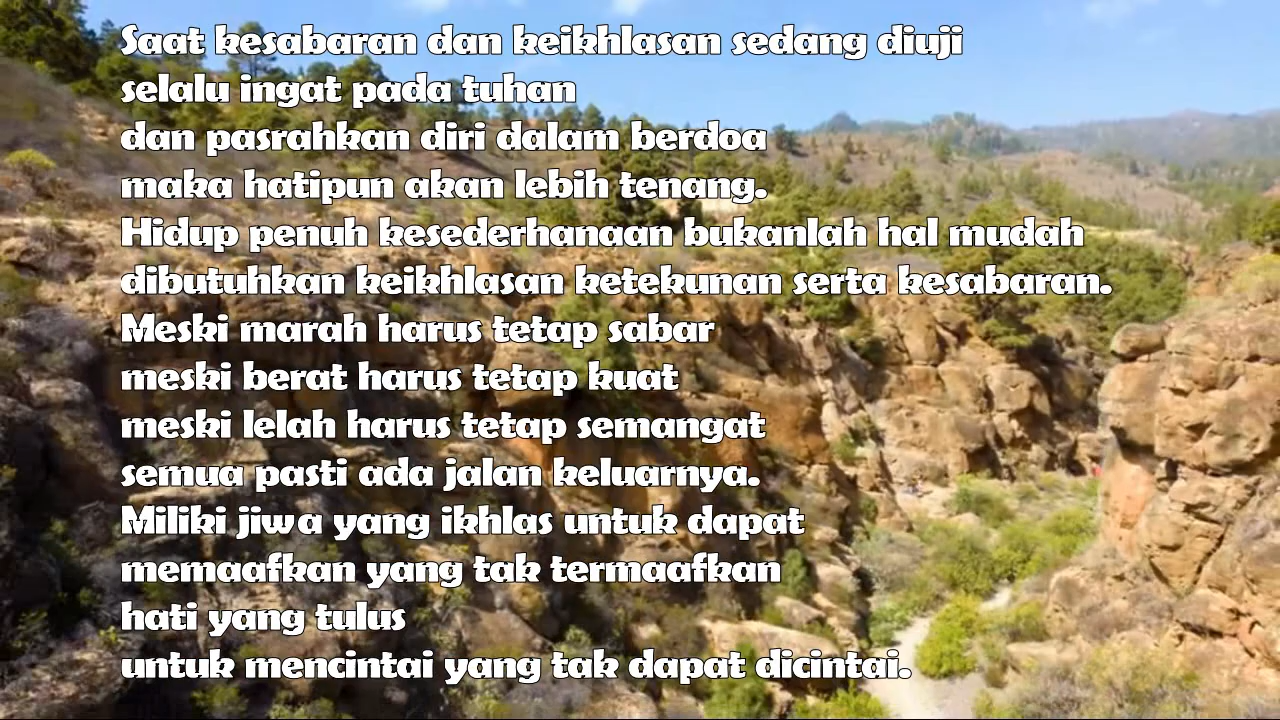 Saat kesabaran dan keikhlasan sedang diuji
selalu ingat pada tuhan
dan pasrahkan diri dalam berdoa
maka hatipun akan lebih tenang.
Hidup penuh kesederhanaan bukanlah hal mudah
dibutuhkan keikhlasan ketekunan serta kesabaran.
Meski marah harus tetap sabar
meski berat harus tetap kuat
meski lelah harus tetap semangat
semua pasti ada jalan keluarnya.
Miliki jiwa yang ikhlas untuk dapat
memaafkan yang tak termaafkan
hati yang tulus
untuk mencintai yang tak dapat dicintai.